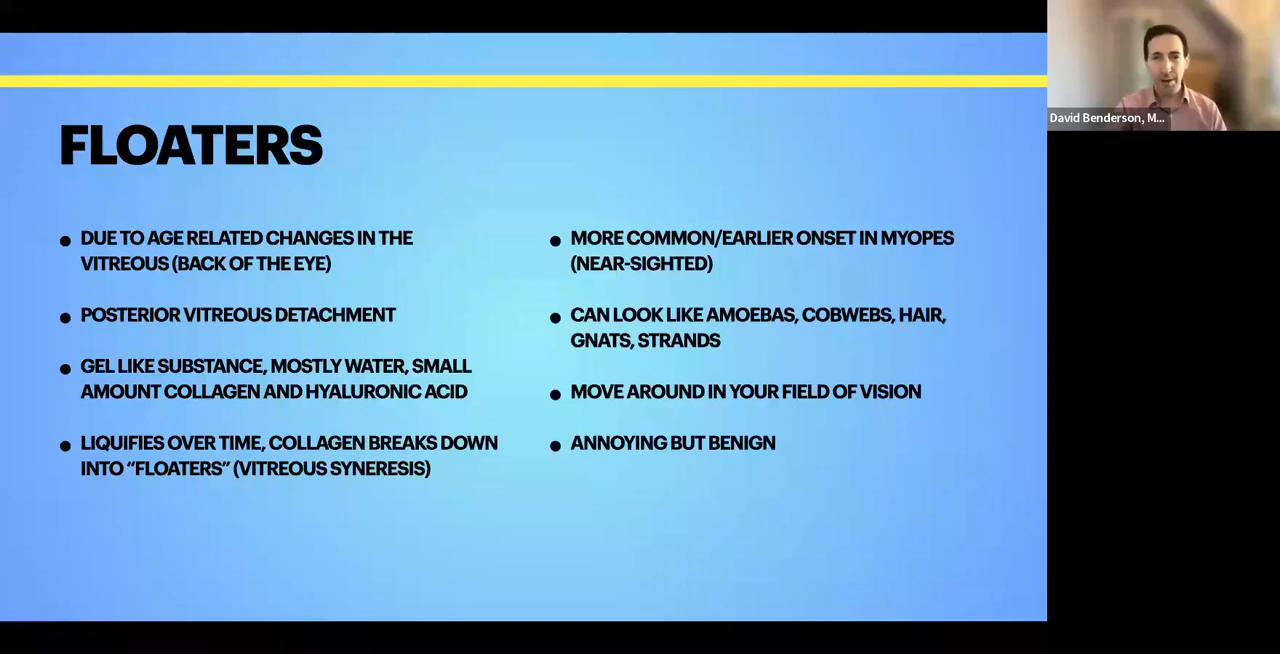 FLOATERS
DUE TO AGE RELATED CHANGES IN THE
VITREOUS (BACK OF THE EYE)
POSTERIOR VITREOUS DETACHMENT
GEL LIKE SUBSTANCE, MOSTLY WATER, SMALL
AMOUNT COLLAGEN AND HYALURONIC ACID
LIQUIFIES OVER TIME, COLLAGEN BREAKS DOWN
INTO “FLOATERS” (VITREOUS SYNERESIS)
MORE COMMON/EARLIER ONSET IN MYOPES
(NEAR-SIGHTED)
CAN LOOK LIKE AMOEBAS, COBWEBS, HAIR,
GNATS, STRANDS
MOVE AROUND IN YOUR FIELD OF VISION
ANNOYING BUT BENIGN
David Benderson, M...